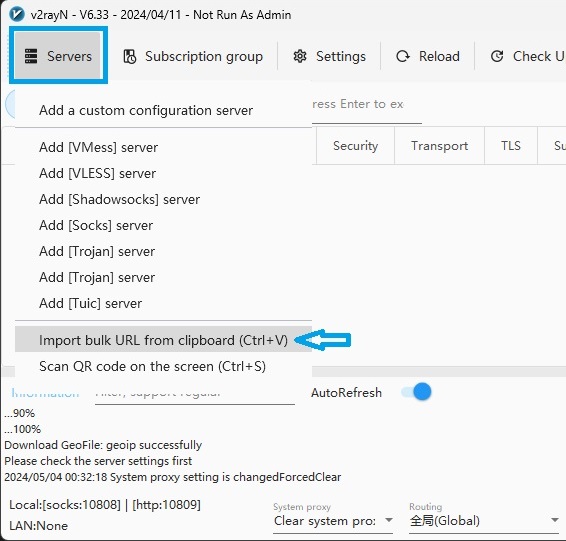 v2rayN - V6.33 - 2024/04/11 - Not Run As Admin
Servers Subscription group Settings Reload Check U
Add a custom configuration server
ress Enter to ex
Add [VMess] server
Security Transport TLS Su
Add [VLESS] server
Add [Shadowsocks] server
Add [Socks] server
Add [Trojan] server
Add [Trojan] server
Add [Tuic] server
Import bulk URL from clipboard (Ctrl+V)
Scan QR code on the screen (Ctrl+S)
Information Filter, support regular AutoRefresh
...90%
...100%
Download GeoFile: geoip successfully
Please check the server settings first
2024/05/04 00:32:18 System proxy setting is changedForcedClear
Local:[socks:10808] | [http:10809]
LAN:None
System proxy
Clear system pro:
Routing
全局(Global)